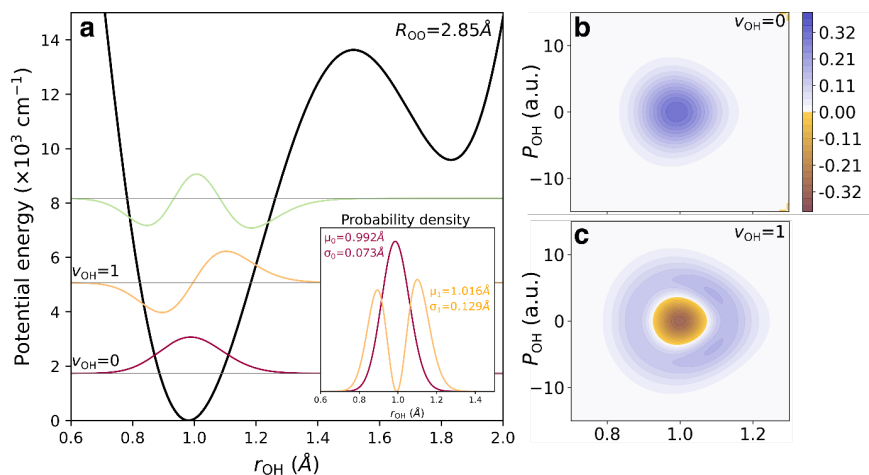 a
R_OO=2.85Å
Potential energy (×10³ cm⁻¹)
14
12
10
8
6
4
2
0
v_OH=1
v_OH=0
0.6
0.8
1.0
1.2
1.4
1.6
1.8
2.0
r_OH (Å)
Probability density
μ₀=0.992Å
σ₀=0.073Å
μ₁=1.016Å
σ₁=0.129Å
0.6
0.8
1.0
1.2
1.4
r_OH (Å)
b
v_OH=0
P_OH (a.u.)
10
0
−10
0.32
0.21
0.11
0.00
-0.11
-0.21
-0.32
c
v_OH=1
P_OH (a.u.)
10
0
−10
0.8
1.0
1.2
r_OH (Å)